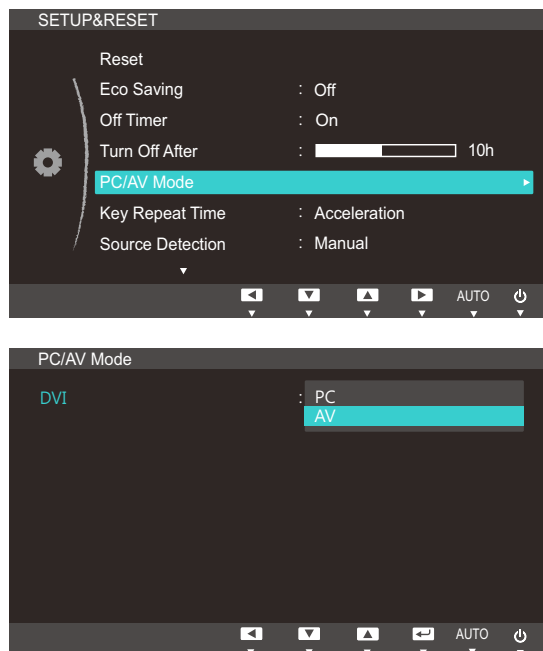 SETUP&RESET
Reset
Eco Saving : Off
Off Timer : On
Turn Off After : 10h
PC/AV Mode
Key Repeat Time : Acceleration
Source Detection : Manual
AUTO
PC/AV Mode
DVI : PC
AV
AUTO